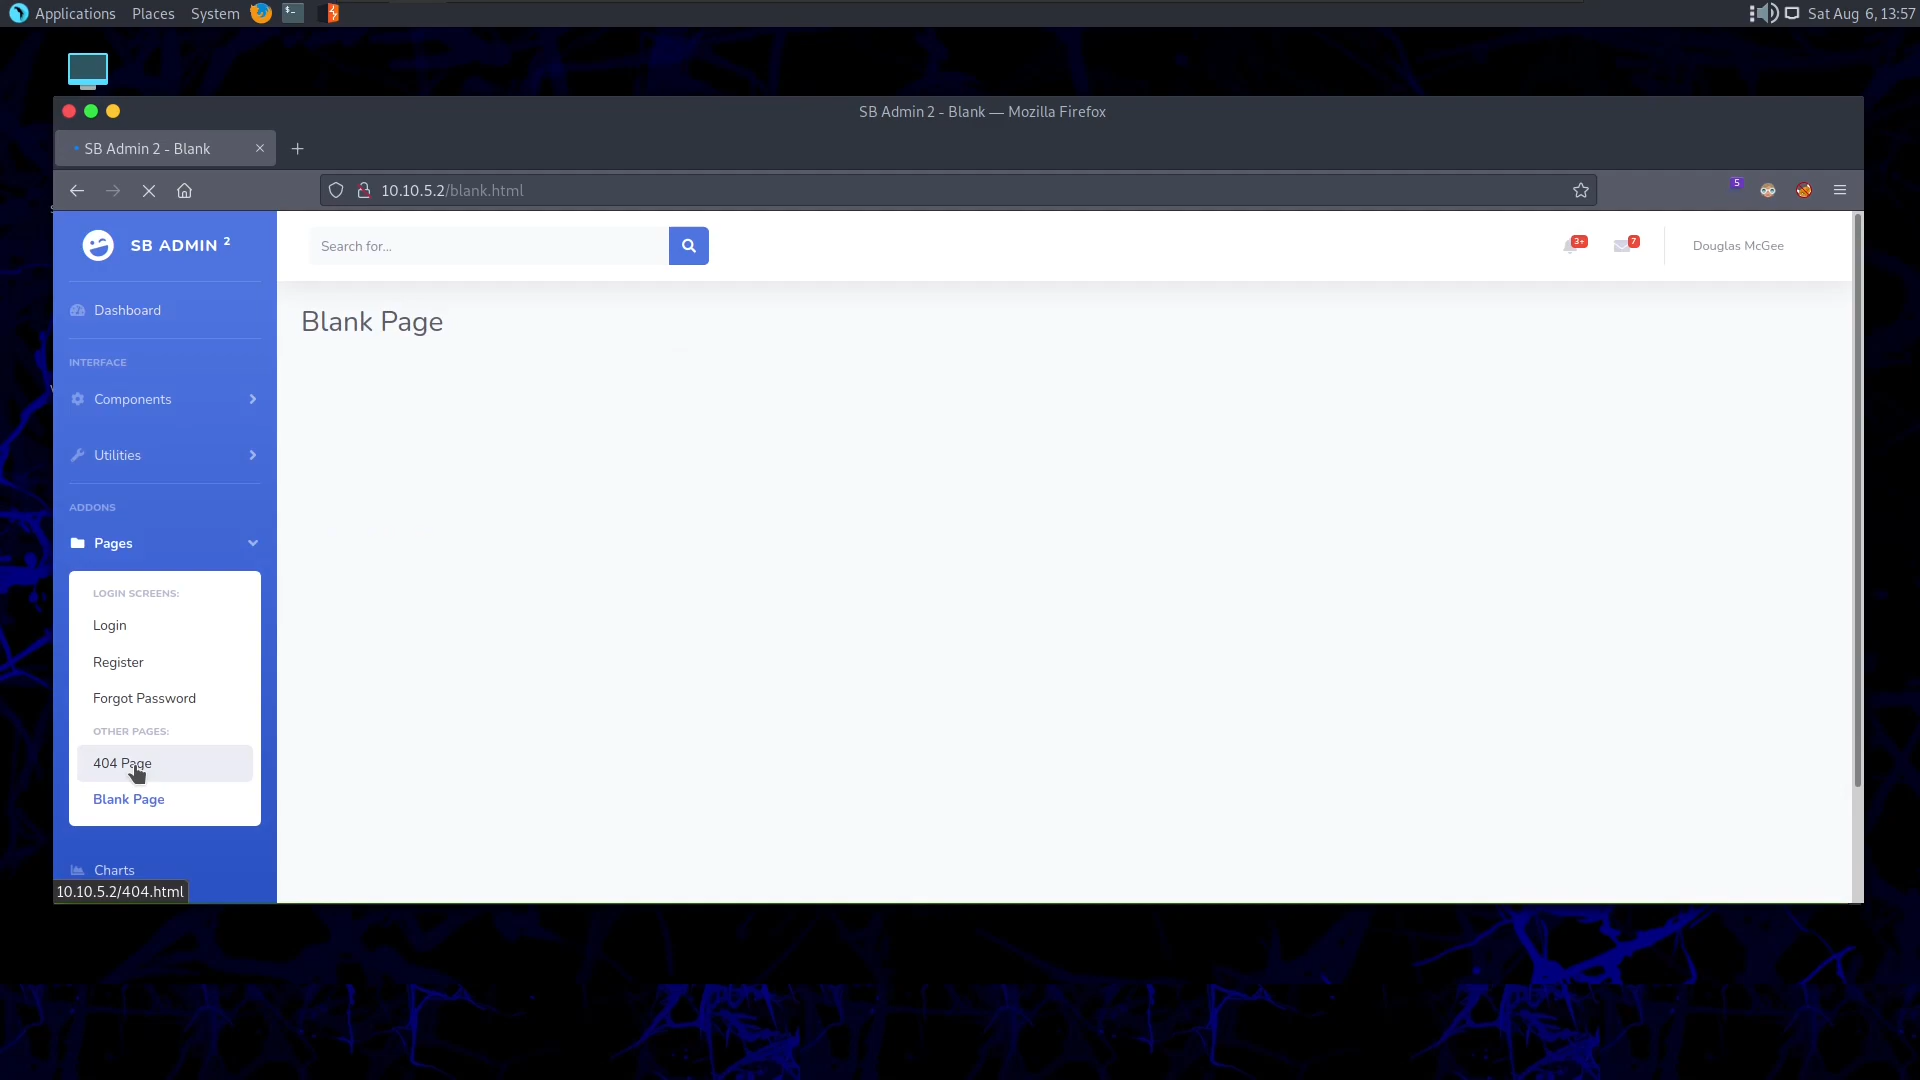 Applications Places System
Sat Aug 6, 13:57
SB Admin 2 - Blank — Mozilla Firefox
SB Admin 2 - Blank
10.10.5.2/blank.html
5
SB ADMIN 2
Search for...
3+
7
Douglas McGee
Blank Page
Dashboard
INTERFACE
Components
Utilities
ADDONS
Pages
LOGIN SCREENS:
Login
Register
Forgot Password
OTHER PAGES:
404 Page
Blank Page
Charts
10.10.5.2/404.html